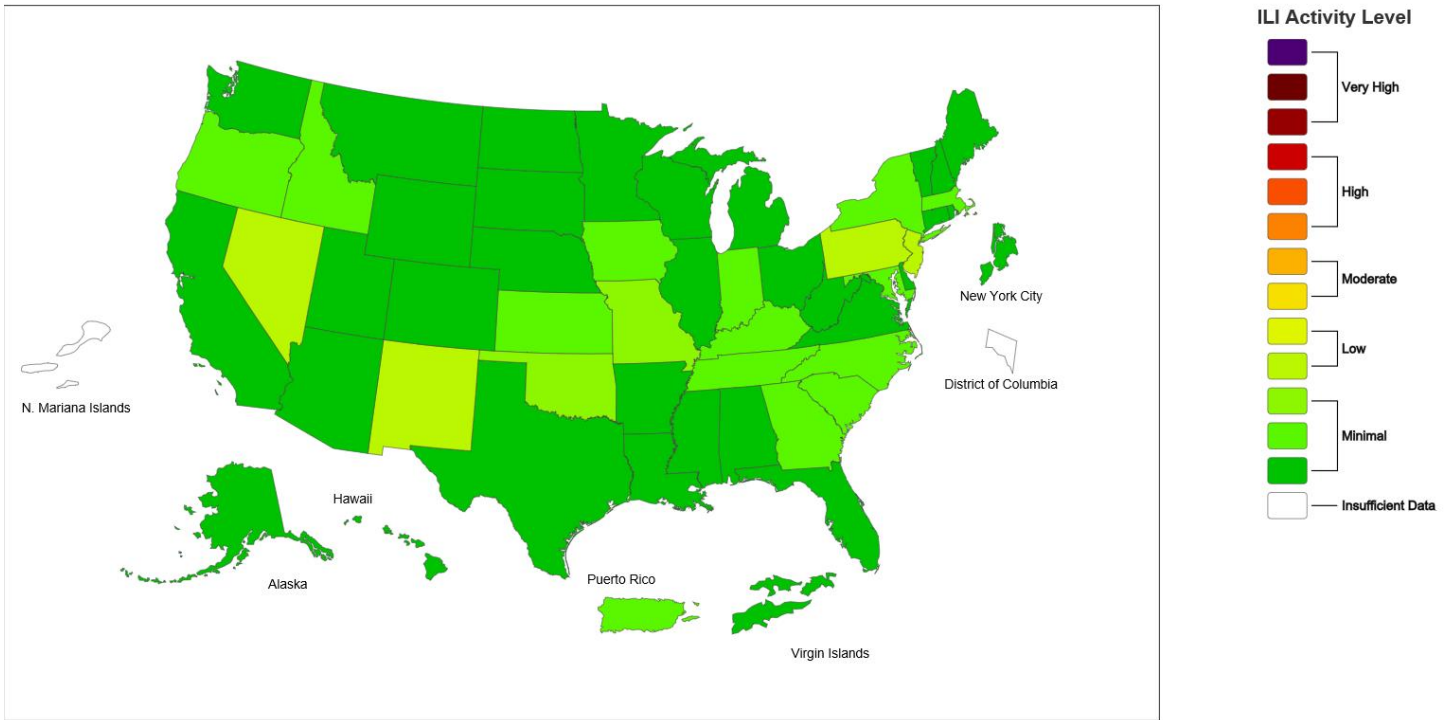 ILI Activity Level
Very High
High
Moderate
Low
Minimal
Insufficient Data
New York City
District of Columbia
N. Mariana Islands
Hawaii
Alaska
Puerto Rico
Virgin Islands